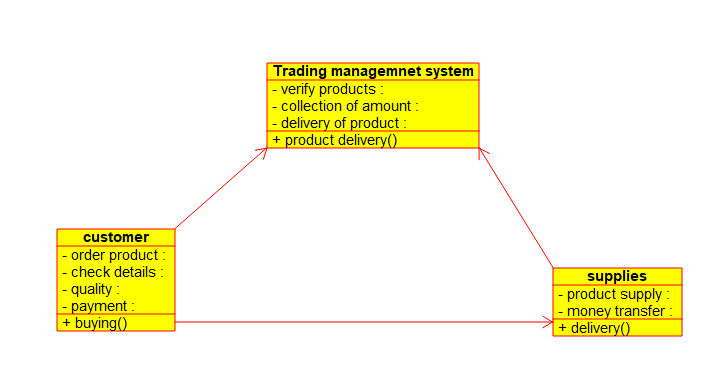 Trading managemnet system
- verify products :
- collection of amount :
- delivery of product :
+ product delivery()
customer
- order product :
- check details :
- quality :
- payment :
+ buying()
supplies
- product supply :
- money transfer :
+ delivery()